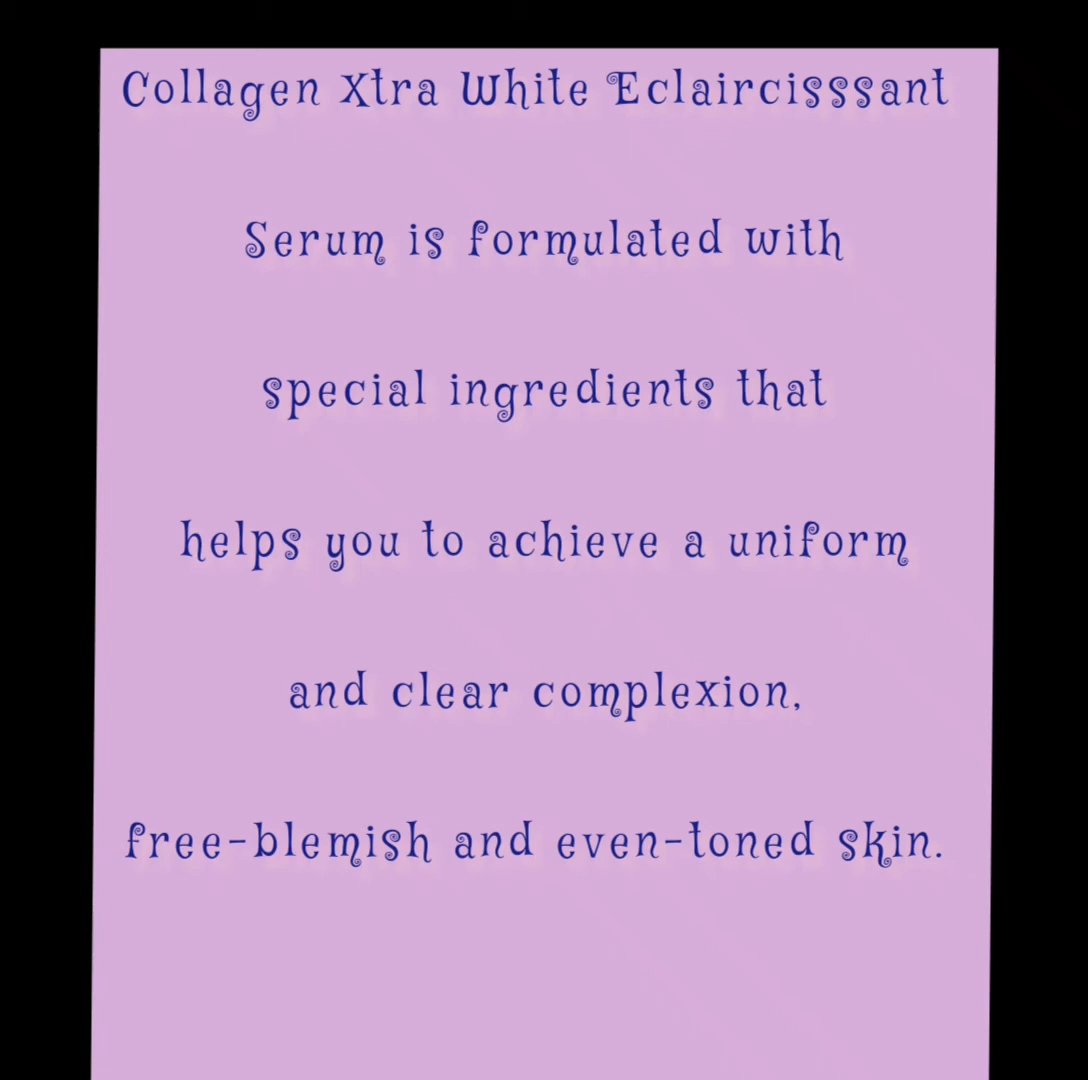 Collagen Xtra White Eclaircisssant
Serum is formulated with
special ingredients that
helps you to achieve a uniform
and clear complexion,
free-blemish and even-toned skin.